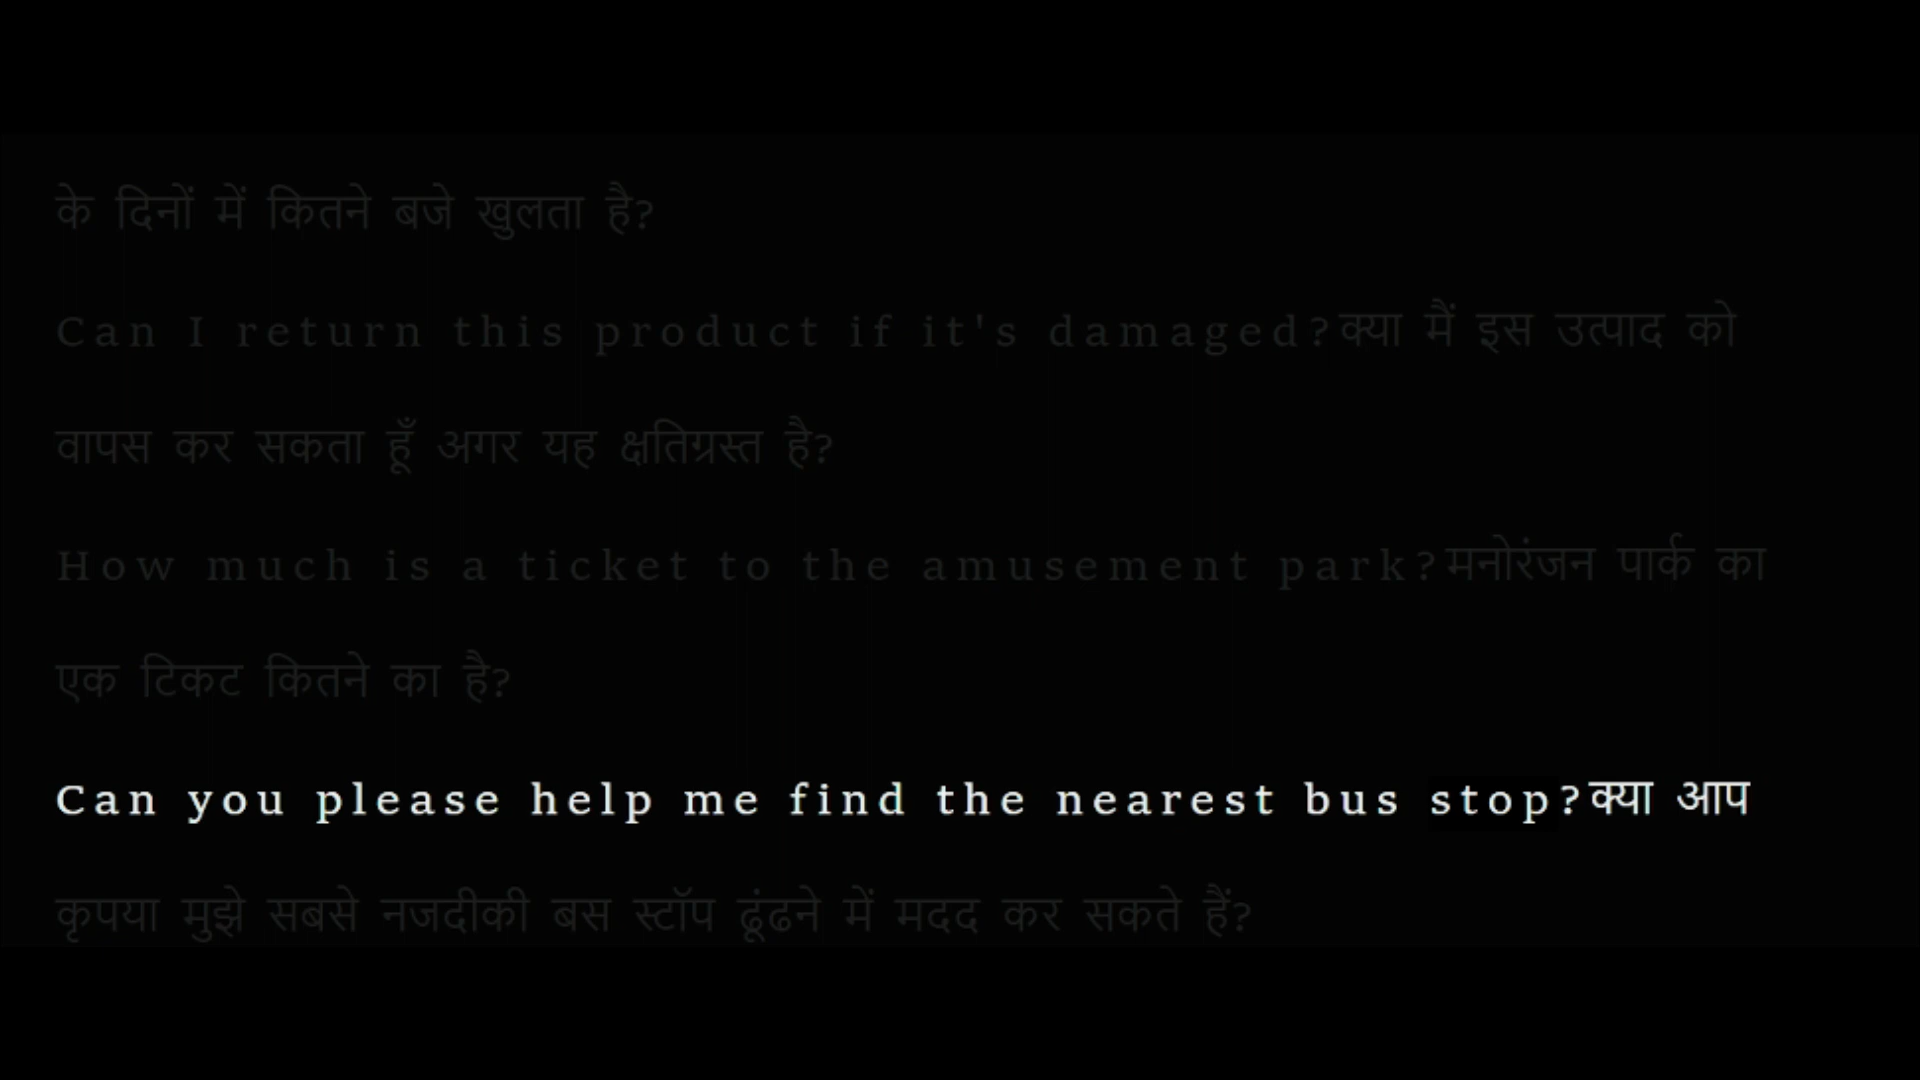 के दिनों में कितने बजे खुलता है?
Can I return this product if it's damaged?क्या मैं इस उत्पाद को
वापस कर सकता हूँ अगर यह क्षतिग्रस्त है?
How much is a ticket to the amusement park?मनोरंजन पार्क का
एक टिकट कितने का है?
Can you please help me find the nearest bus stop?क्या आप
कृपया मुझे सबसे नजदीकी बस स्टॉप ढूंढने में मदद कर सकते हैं?